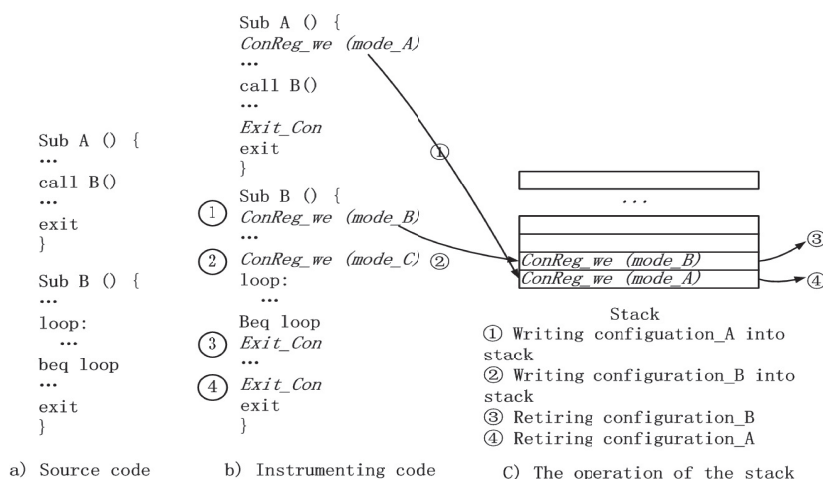 Sub A () {
…
call B()
…
exit
}
Sub B () {
…
loop:
…
beq loop
…
exit
}
a) Source code
Sub A () {
ConReg_we (mode_A)
…
call B()
…
Exit_Con
exit
}
Sub B () {
① ConReg_we (mode_B)
…
② ConReg_we (mode_C)
loop:
…
Beq loop
③ Exit_Con
…
④ Exit_Con
exit
}
b) Instrumenting code
①
②
...
ConReg_we (mode_B)
ConReg_we (mode_A)
③
④
Stack
① Writing configuation_A into
stack
② Writing configuration_B into
stack
③ Retiring configuration_B
④ Retiring configuration_A
C) The operation of the stack